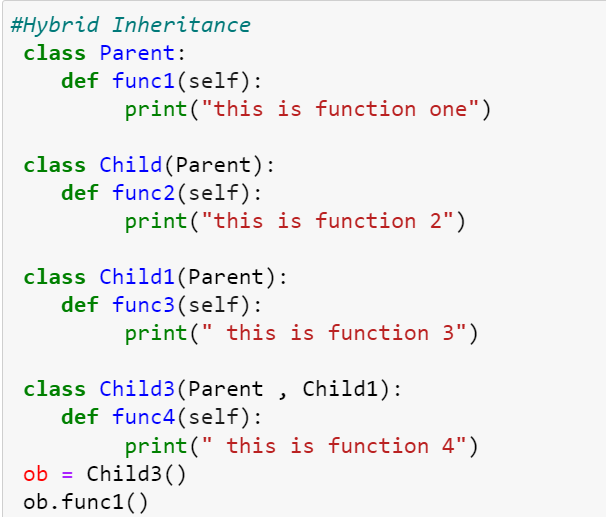 #Hybrid Inheritance
class Parent:
def func1(self):
print("this is function one")
class Child(Parent):
def func2(self):
print("this is function 2")
class Child1(Parent):
def func3(self):
print(" this is function 3")
class Child3(Parent , Child1):
def func4(self):
print(" this is function 4")
ob = Child3()
ob.func1()